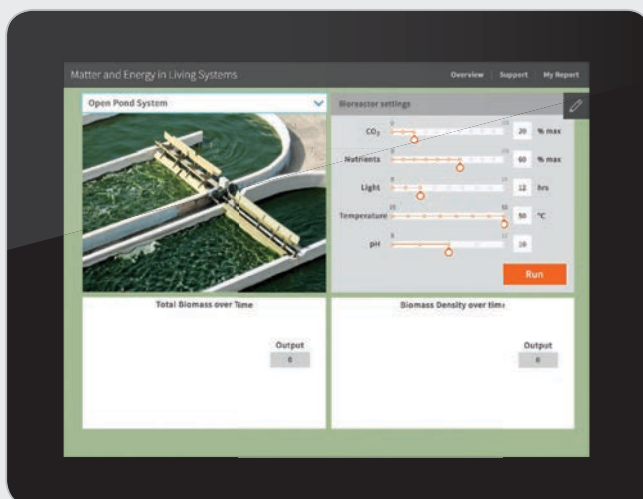 Matter and Energy in Living Systems
Overview Support My Report
Open Pond System
Bioreactor settings
CO₂ 20 % max
Nutrients 60 % max
Light 12 hrs
Temperature 50 °C
pH 10
Run
Total Biomass over Time
Output
0
Biomass Density over time
Output
0